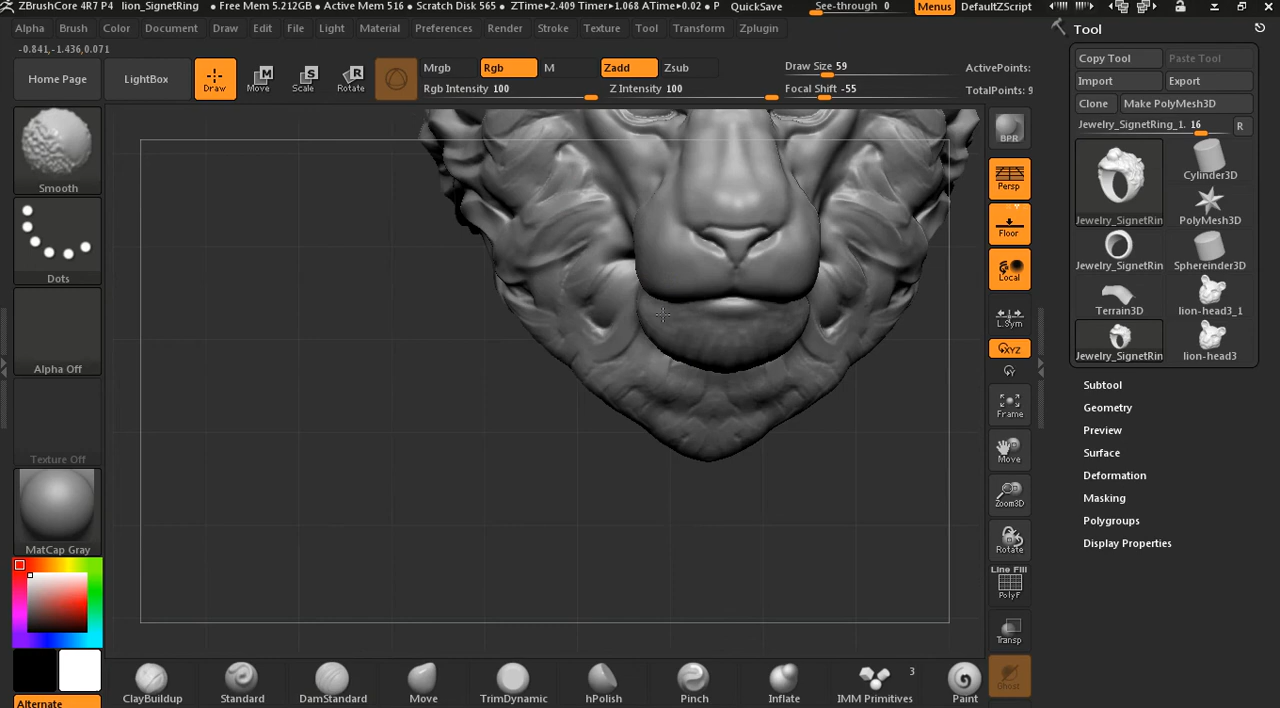 ZBrushCore 4R7 P4 lion_SignetRing • Free Mem 5.212GB • Active Mem 516 • Scratch Disk 565 • ZTime▸2.409 Timer▸1.068 ATime▸0.02 • P QuickSave See-through 0 Menus DefaultZScript
Alpha Brush Color Document Draw Edit File Light Material Preferences Render Stroke Texture Tool Transform Zplugin
-0.841,-1.436,0.071
Home Page LightBox Draw Move Scale Rotate
M S R
Mrgb Rgb M Zadd Zsub
Rgb Intensity 100 Z Intensity 100
Draw Size 59
Focal Shift -55
ActivePoints:
TotalPoints: 9
Smooth
Dots
Alpha Off
Texture Off
MatCap Gray
Alternate
BPR
Persp
Floor
Local
L.Sym
XYZ
Y
Frame
Move
Zoom3D
Rotate
Line Fill
PolyF
Transp
Ghost
ClayBuildup Standard DamStandard Move TrimDynamic hPolish Pinch Inflate IMM Primitives 3 Paint
Tool
Copy Tool Paste Tool
Import Export
Clone Make PolyMesh3D
Jewelry_SignetRing_1. 16 R
Jewelry_SignetRin Cylinder3D
PolyMesh3D
Jewelry_SignetRin Sphereinder3D
Terrain3D lion-head3_1
Jewelry_SignetRin lion-head3
Subtool
Geometry
Preview
Surface
Deformation
Masking
Polygroups
Display Properties